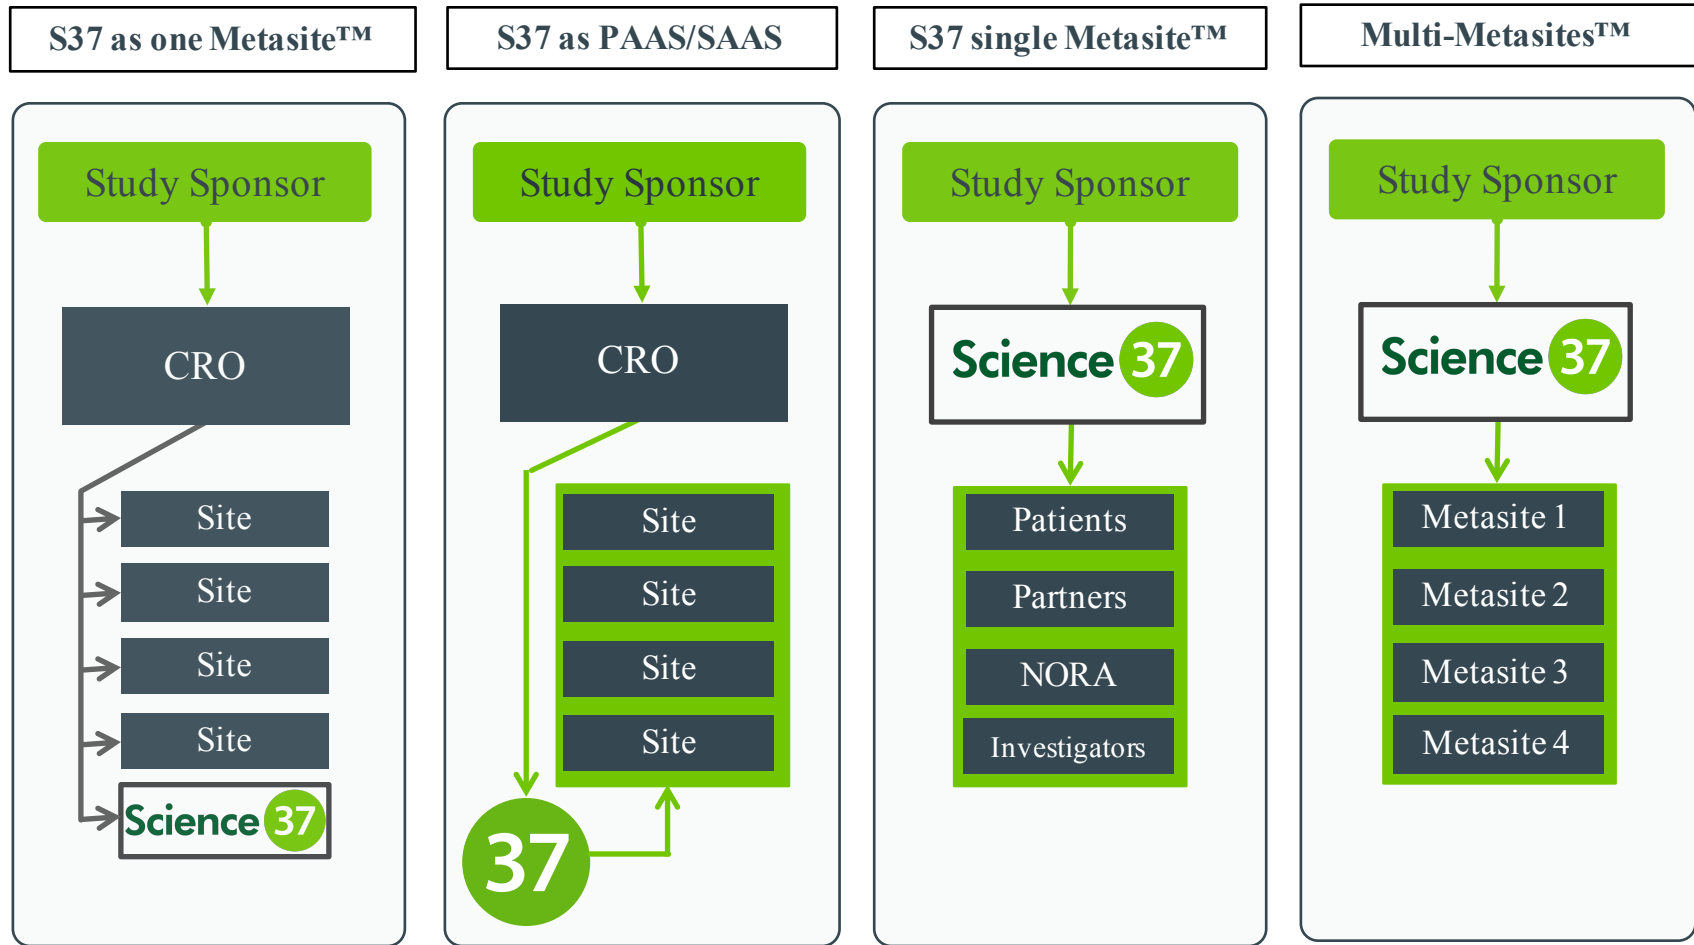 S37 as one Metasite™
Study Sponsor
CRO
Site
Site
Site
Site
Science 37
S37 as PAAS/SAAS
Study Sponsor
CRO
Site
Site
Site
Site
37
S37 single Metasite™
Study Sponsor
Science 37
Patients
Partners
NORA
Investigators
Multi-Metasites™
Study Sponsor
Science 37
Metasite 1
Metasite 2
Metasite 3
Metasite 4